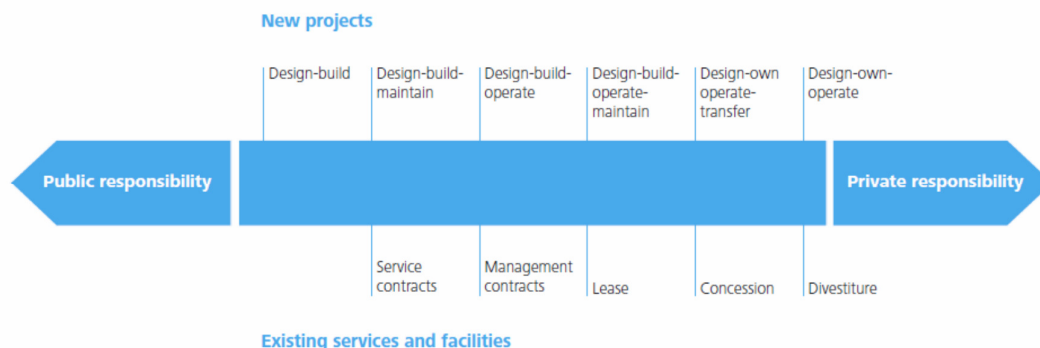 New projects
Design-build
Design-build-
maintain
Design-build-
operate
Design-build-
operate-
maintain
Design-own
operate-
transfer
Design-own-
operate
Public responsibility
Private responsibility
Service
contracts
Management
contracts
Lease
Concession
Divestiture
Existing services and facilities